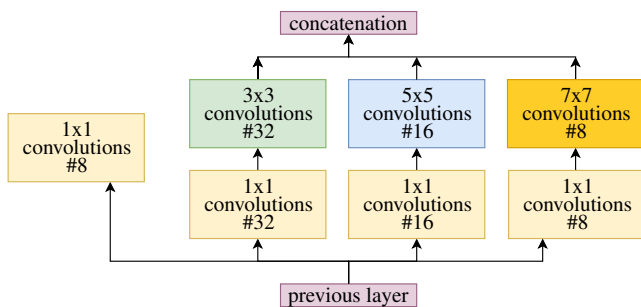 concatenation
3x3
convolutions
#32
5x5
convolutions
#16
7x7
convolutions
#8
1x1
convolutions
#8
1x1
convolutions
#32
1x1
convolutions
#16
1x1
convolutions
#8
previous layer